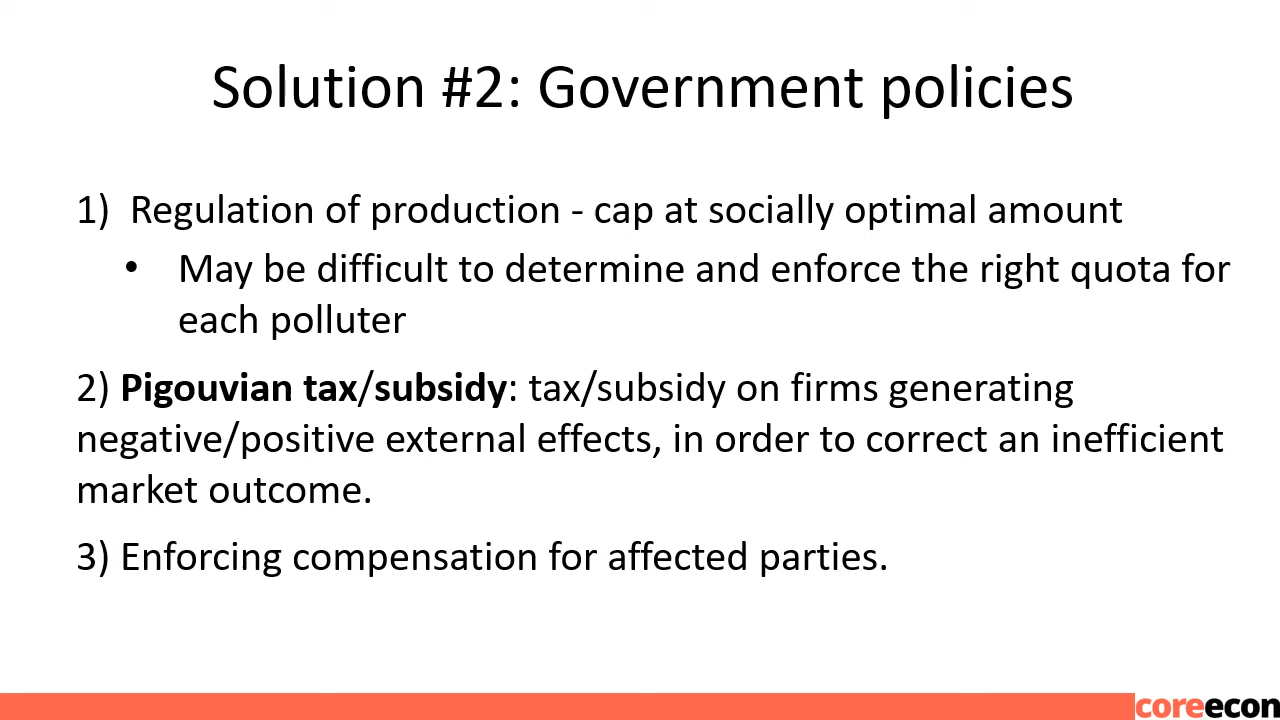 Solution #2: Government policies
1) Regulation of production - cap at socially optimal amount
• May be difficult to determine and enforce the right quota for
each polluter
2) Pigouvian tax/subsidy: tax/subsidy on firms generating
negative/positive external effects, in order to correct an inefficient
market outcome.
3) Enforcing compensation for affected parties.
coreecon